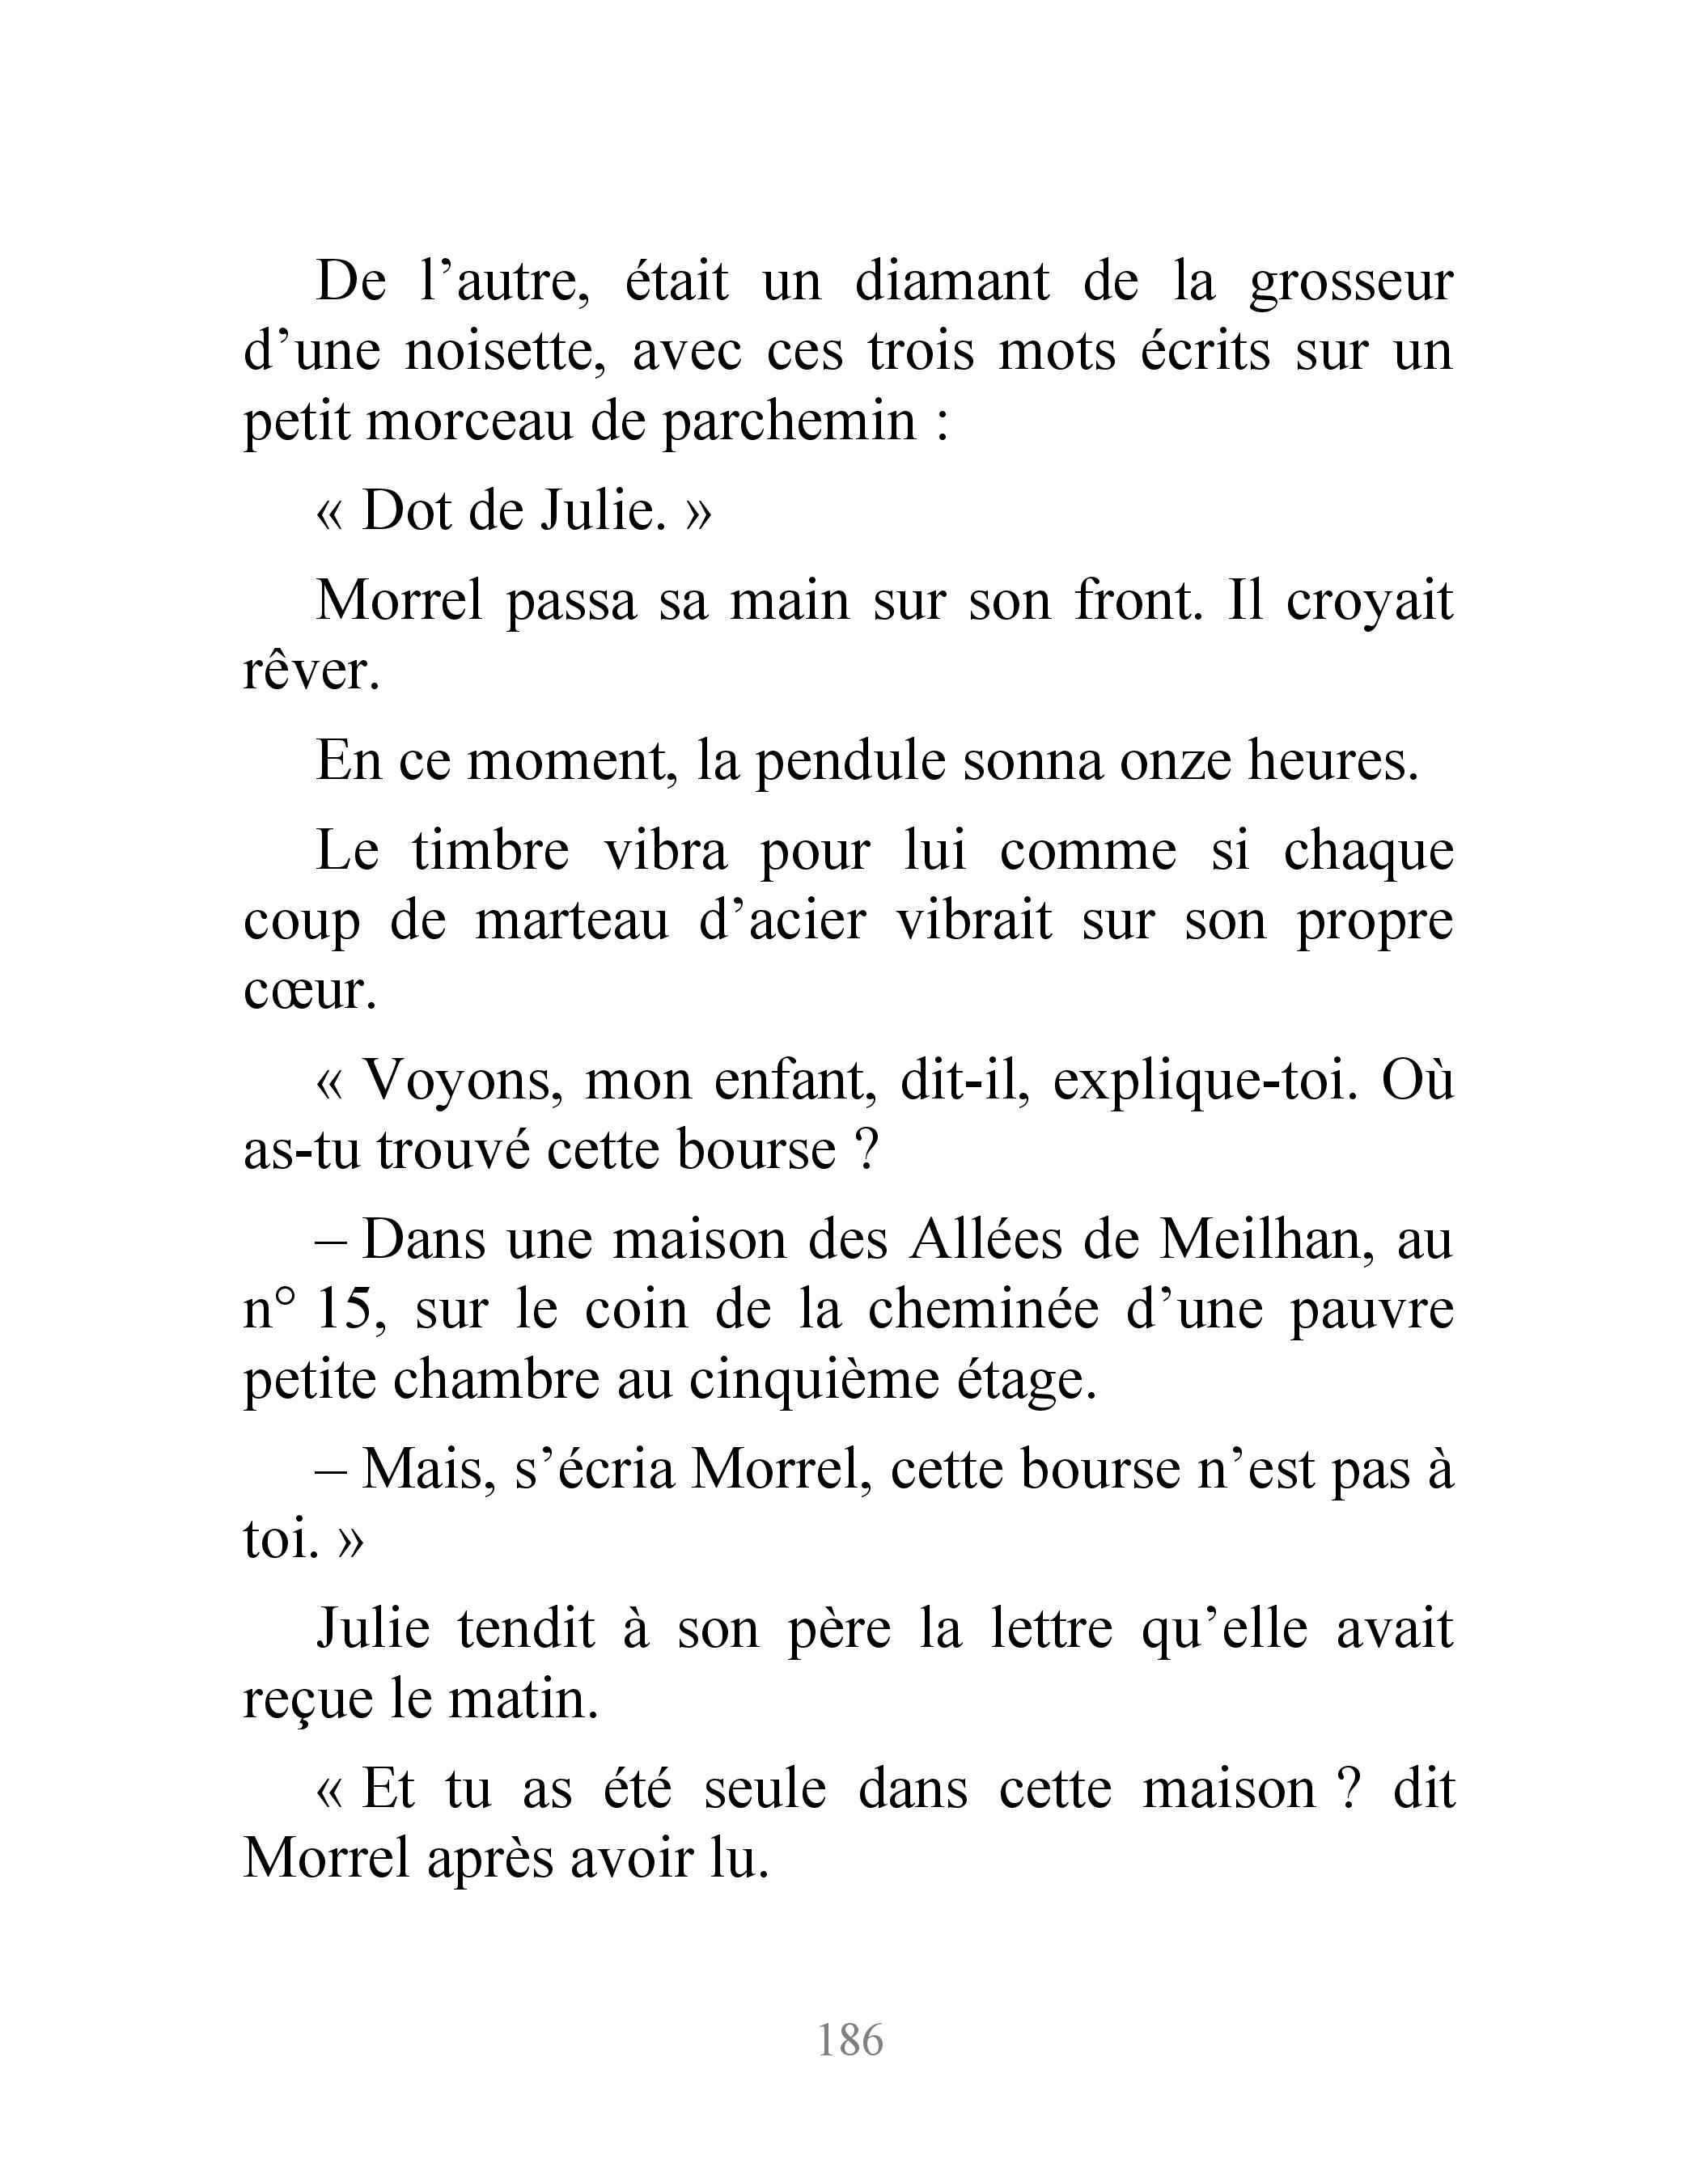 De l’autre, était un diamant de la grosseur
d’une noisette, avec ces trois mots écrits sur un
petit morceau de parchemin :
« Dot de Julie. »
Morrel passa sa main sur son front. Il croyait
rêver.
En ce moment, la pendule sonna onze heures.
Le timbre vibra pour lui comme si chaque
coup de marteau d’acier vibrait sur son propre
cœur.
« Voyons, mon enfant, dit-il, explique-toi. Où
as-tu trouvé cette bourse ?
– Dans une maison des Allées de Meilhan, au
n° 15, sur le coin de la cheminée d’une pauvre
petite chambre au cinquième étage.
– Mais, s’écria Morrel, cette bourse n’est pas à
toi. »
Julie tendit à son père la lettre qu’elle avait
reçue le matin.
« Et tu as été seule dans cette maison ? dit
Morrel après avoir lu.
186